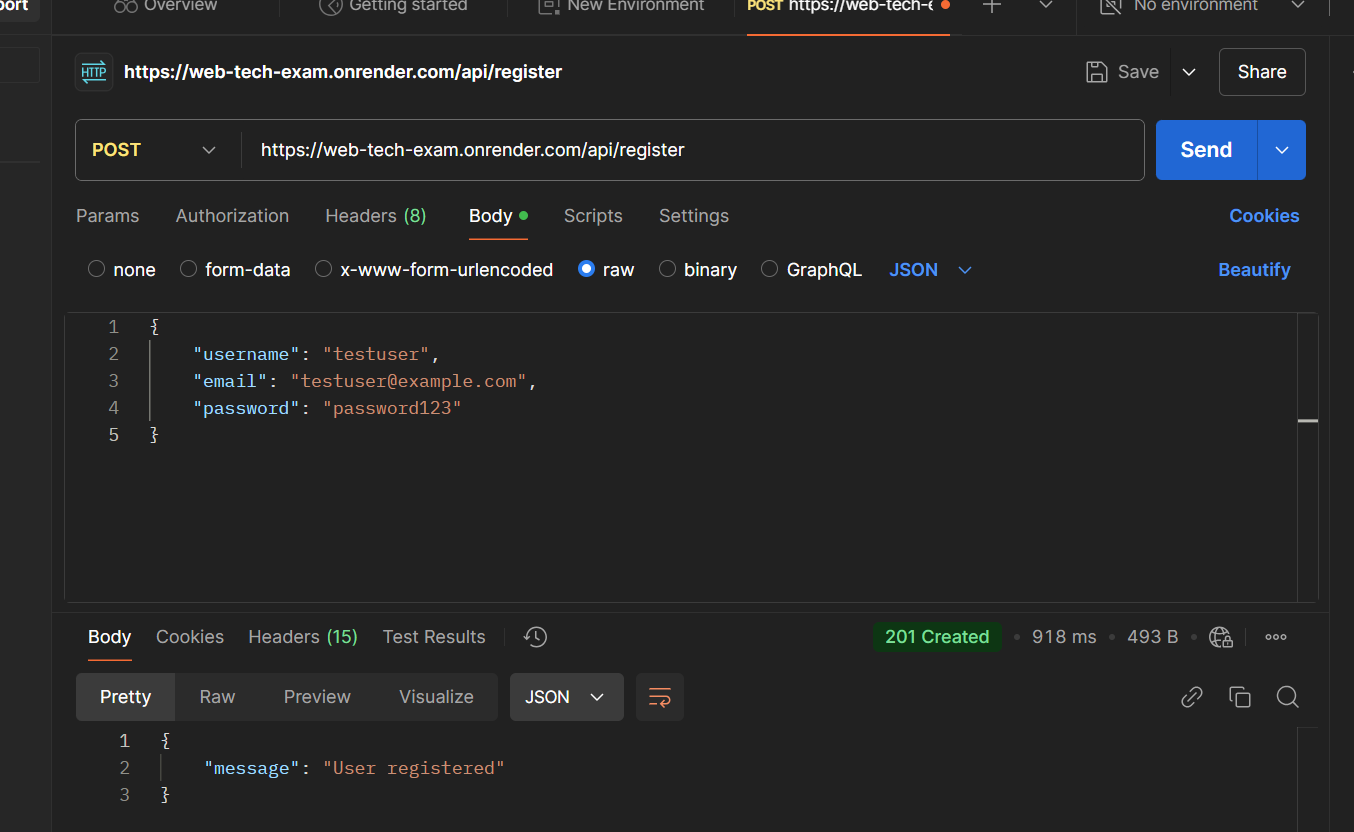 port
Overview
Getting started
New Environment
POST https://web-tech-e
No environment
HTTP
https://web-tech-exam.onrender.com/api/register
Save
Share
POST
https://web-tech-exam.onrender.com/api/register
Send
Params
Authorization
Headers (8)
Body
Scripts
Settings
Cookies
none
form-data
x-www-form-urlencoded
raw
binary
GraphQL
JSON
Beautify
1 {
2 "username": "testuser",
3 "email": "testuser@example.com",
4 "password": "password123"
5 }
Body
Cookies
Headers (15)
Test Results
201 Created
918 ms
493 B
Pretty
Raw
Preview
Visualize
JSON
1 {
2 "message": "User registered"
3 }